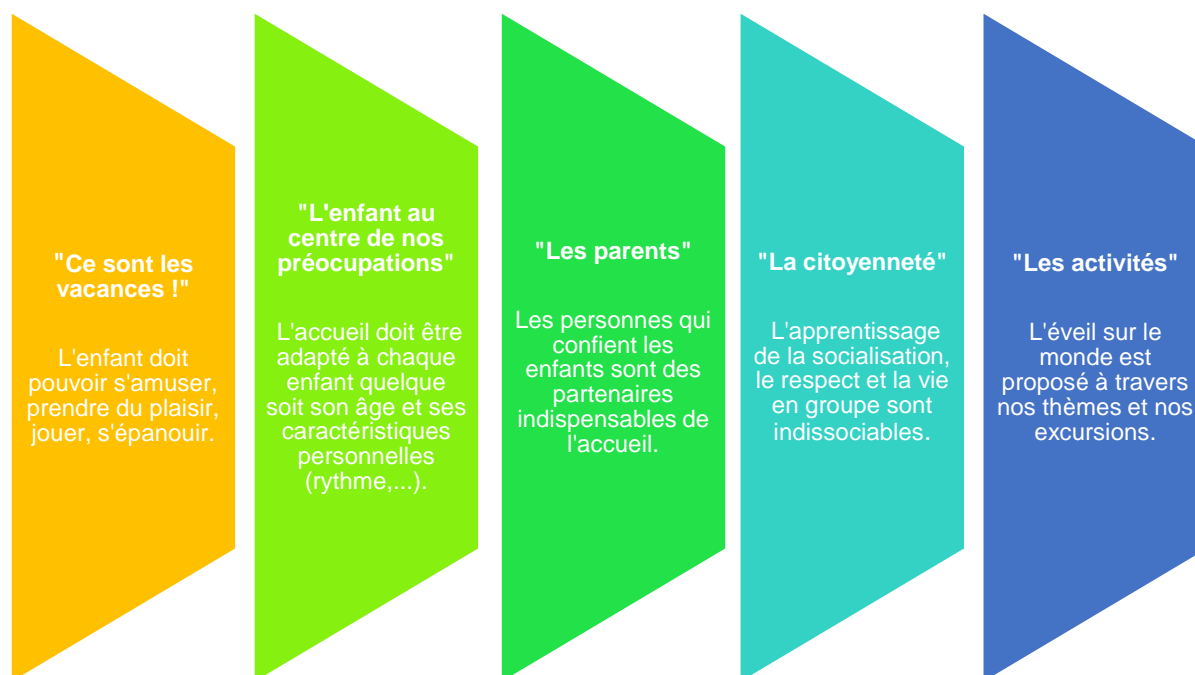 "Ce sont les
vacances !"
L'enfant doit
pouvoir s'amuser,
prendre du plaisir,
jouer, s'épanouir.
"L'enfant au
centre de nos
préocupations"
L'accueil doit être
adapté à chaque
enfant quelque
soit son âge et ses
caractéristiques
personnelles
(rythme,...).
"Les parents"
Les personnes qui
confient les
enfants sont des
partenaires
indispensables de
l'accueil.
"La citoyenneté"
L'apprentissage
de la socialisation,
le respect et la vie
en groupe sont
indissociables.
"Les activités"
L'éveil sur le
monde est
proposé à travers
nos thèmes et nos
excursions.